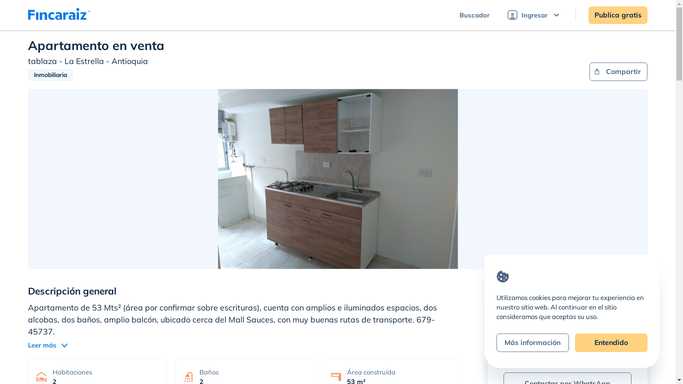 Fincaraiz
Buscador
Ingresar
Publica gratis
Apartamento en venta
tablaza - La Estrella - Antioquia
Inmobiliaria
Compartir
Descripción general
Apartamento de 53 Mts² (área por confirmar sobre escrituras), cuenta con amplios e iluminados espacios, dos
alcobas, dos baños, amplio balcón, ubicado cerca del Mall Sauces, con muy buenas rutas de transporte. 679-
45737.
Leer más
Habitaciones
2
Baños
2
Área construida
53 m²
Utilizamos cookies para mejorar tu experiencia en
nuestro sitio web. Al continuar en el sitio
consideramos que aceptas su uso.
Más información
Entendido
Contactar por WhatsApp